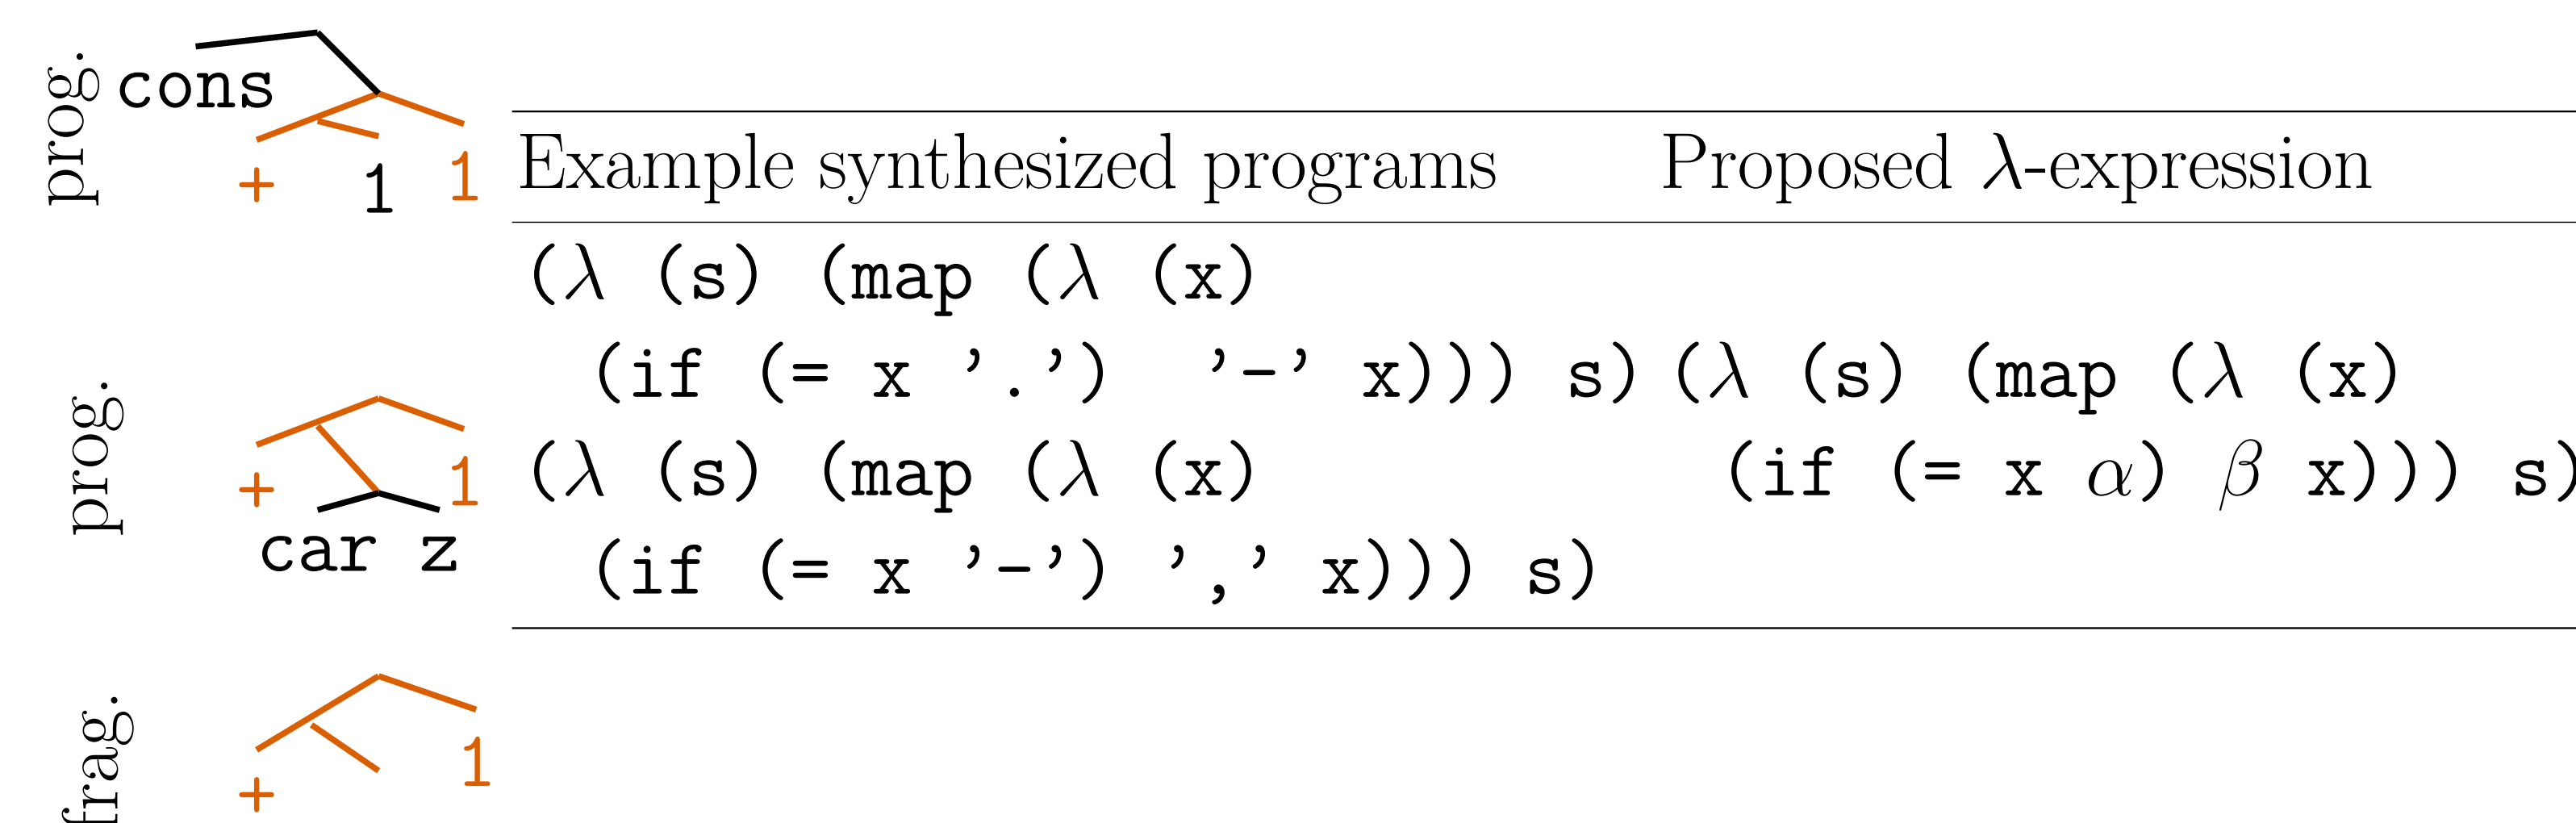 prog.
cons
+ 1 1
prog.
+ 1
car z
frag.
+ 1
Example synthesized programs Proposed λ-expression
(λ (s) (map (λ (x)
(if (= x '.') '-' x))) s)
(λ (s) (map (λ (x)
(if (= x '-') ',' x))) s)
(λ (s) (map (λ (x)
(if (= x α) β x))) s)